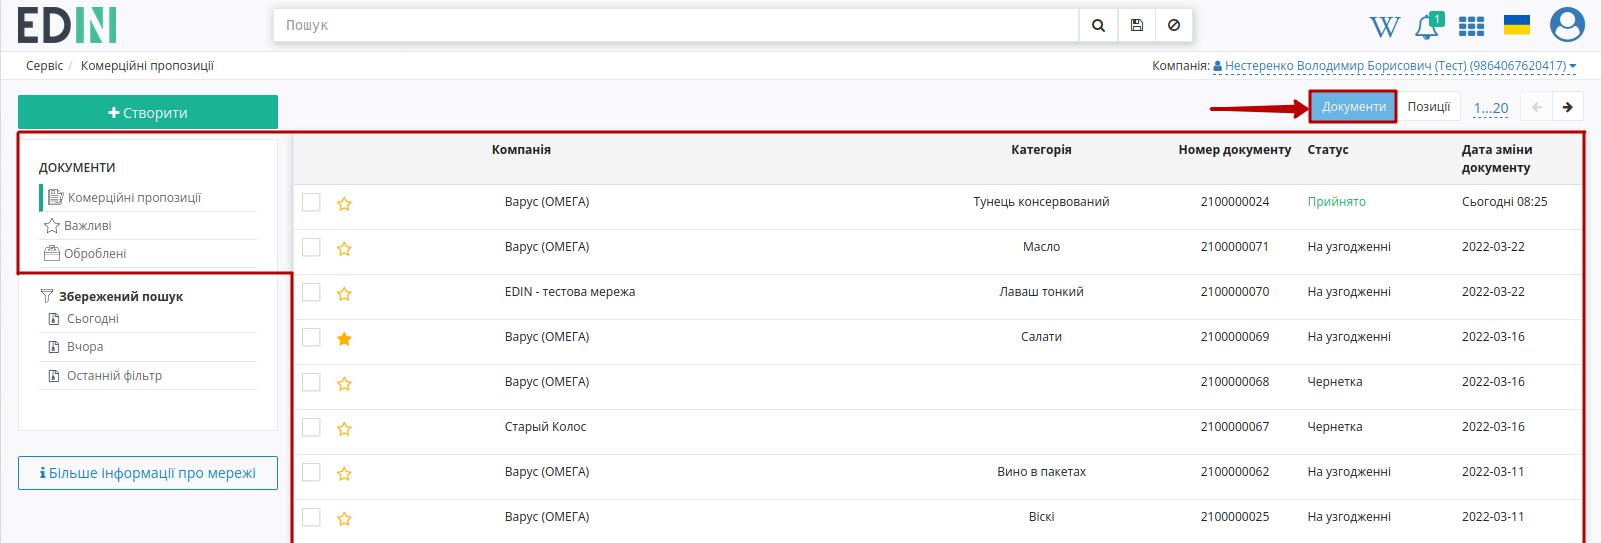 EDIN
Пошук
W
1
Сервіс / Комерційні пропозиції
Компанія: Нестеренко Володимир Борисович (Тест) (9864067620417)
Створити
Документи Позиції 1...20
ДОКУМЕНТИ
Комерційні пропозиції
Важливі
Оброблені
Збережений пошук
Сьогодні
Вчора
Останній фільтр
Більше інформації про мережі
Компанія Категорія Номер документу Статус Дата зміни
документу
Варус (ОМЕГА) Тунець консервований 2100000024 Прийнято Сьогодні 08:25
Варус (ОМЕГА) Масло 2100000071 На узгодженні 2022-03-22
EDIN - тестова мережа Лаваш тонкий 2100000070 На узгодженні 2022-03-22
Варус (ОМЕГА) Салати 2100000069 На узгодженні 2022-03-16
Варус (ОМЕГА) 2100000068 Чернетка 2022-03-16
Старый Колос 2100000067 Чернетка 2022-03-16
Варус (ОМЕГА) Вино в пакетах 2100000062 На узгодженні 2022-03-11
Варус (ОМЕГА) Віскі 2100000025 На узгодженні 2022-03-11